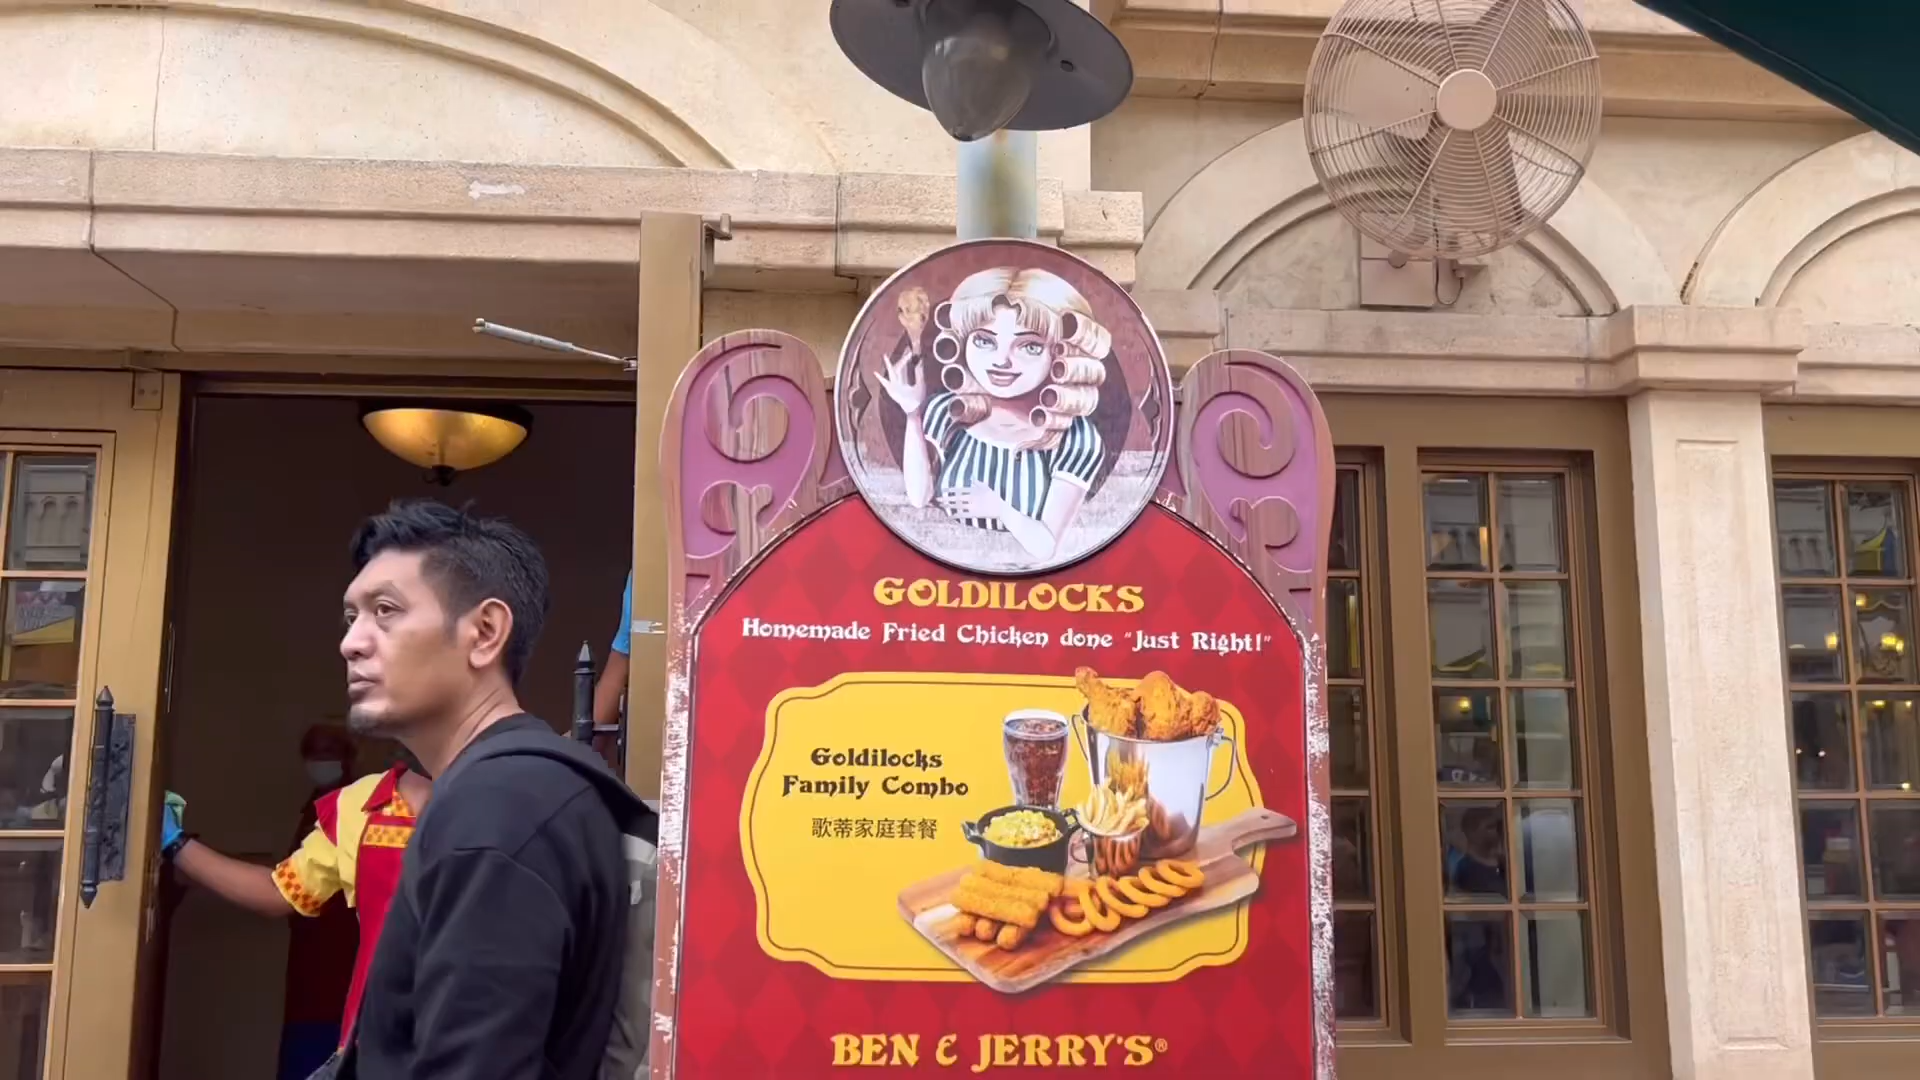 GOLDILOCKS
Homemade Fried Chicken done "Just Right!"
Goldilocks
Family Combo
歌蒂家庭套餐
BEN & JERRY'S®